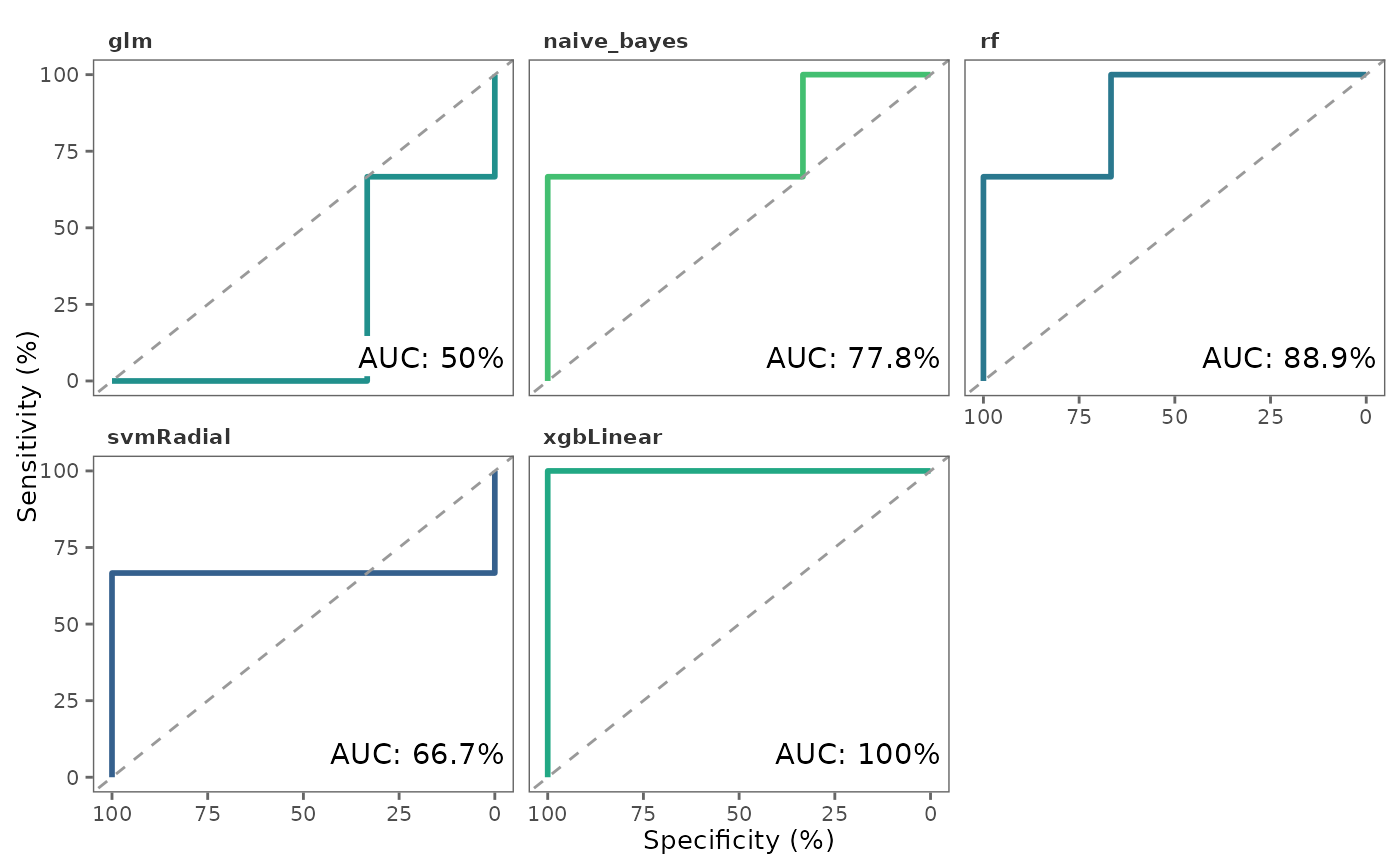 glm naive_bayes rf
100
75
50
25
0
AUC: 50% AUC: 77.8% AUC: 88.9%
100 75 50 25 0
Sensitivity (%)
svmRadial xgbLinear
100
75
50
25
0
AUC: 66.7% AUC: 100%
100 75 50 25 0 100 75 50 25 0
Specificity (%)